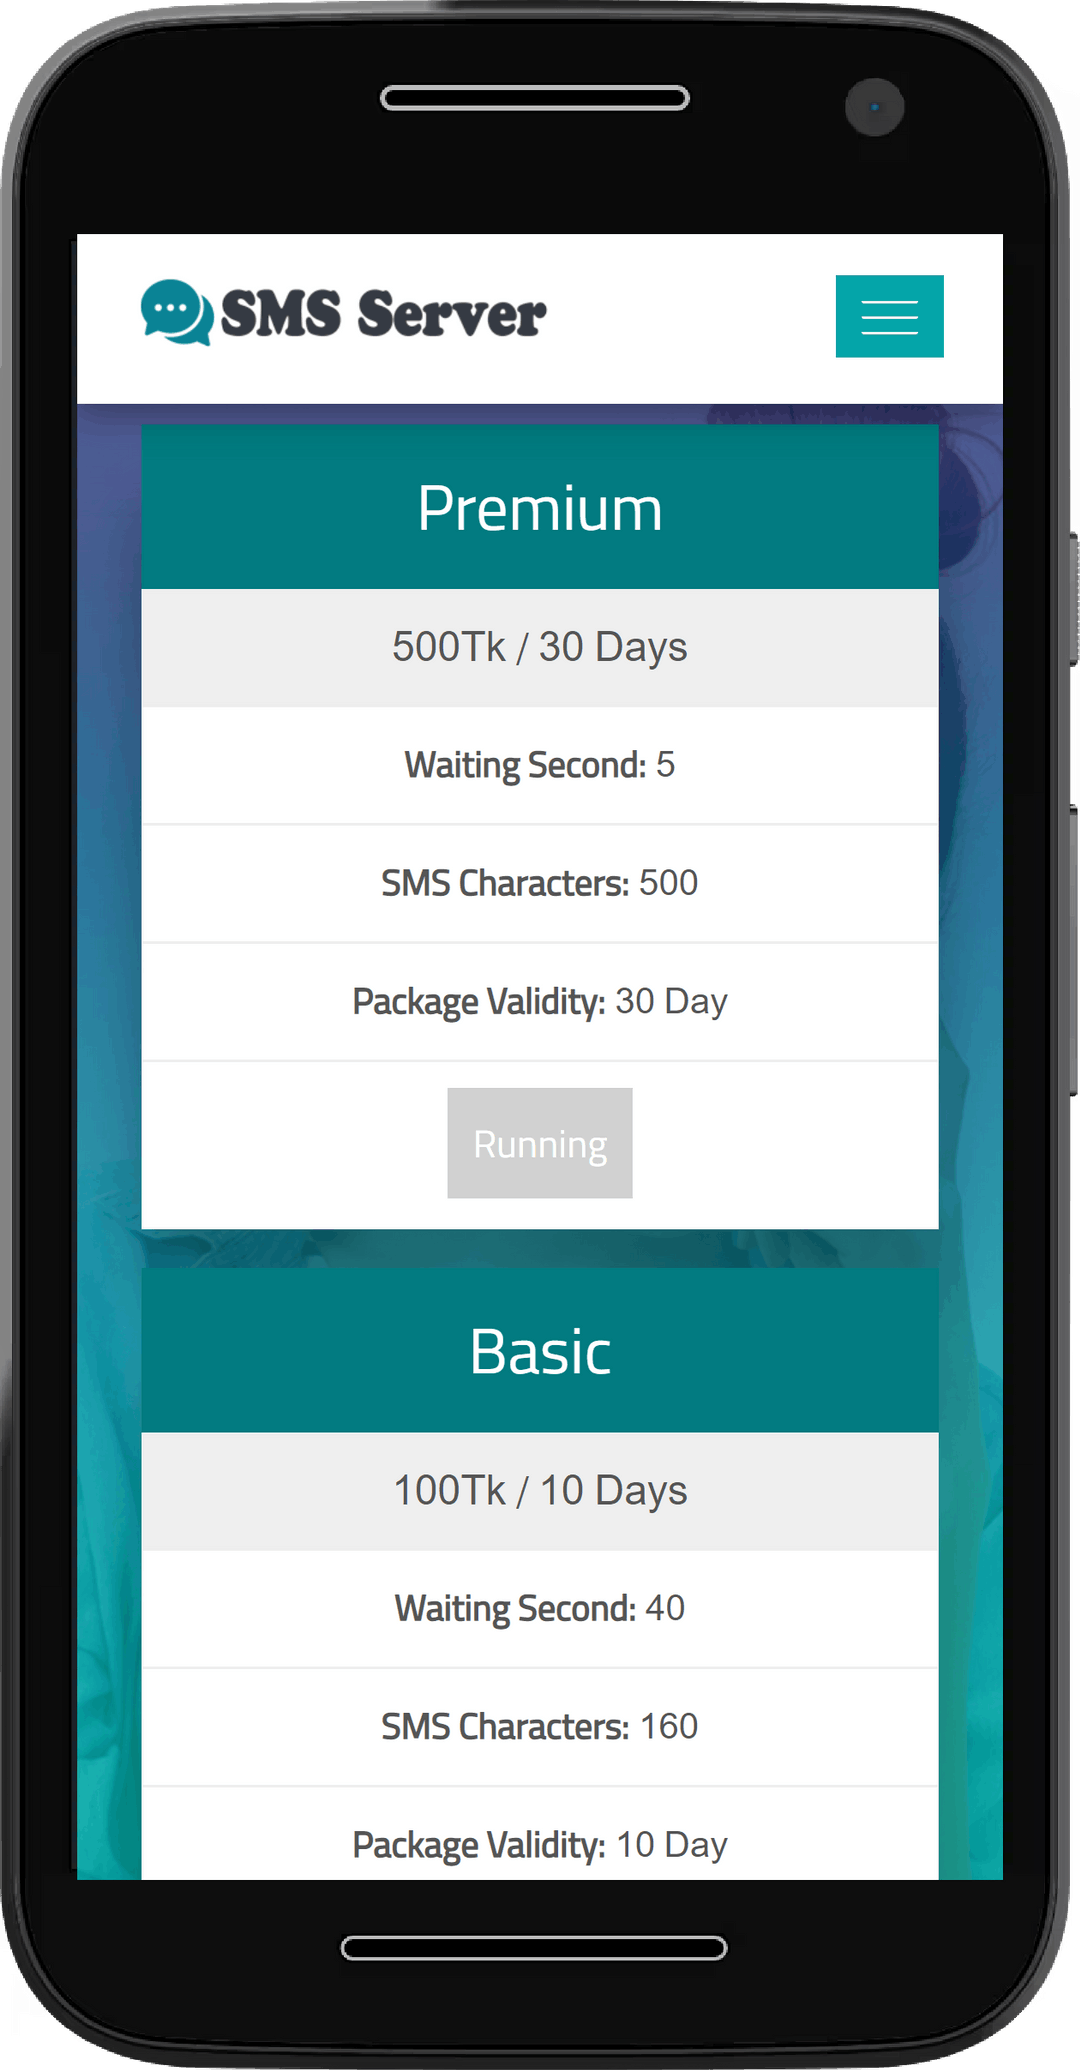 SMS Server
Premium
500Tk / 30 Days
Waiting Second: 5
SMS Characters: 500
Package Validity: 30 Day
Running
Basic
100Tk / 10 Days
Waiting Second: 40
SMS Characters: 160
Package Validity: 10 Day